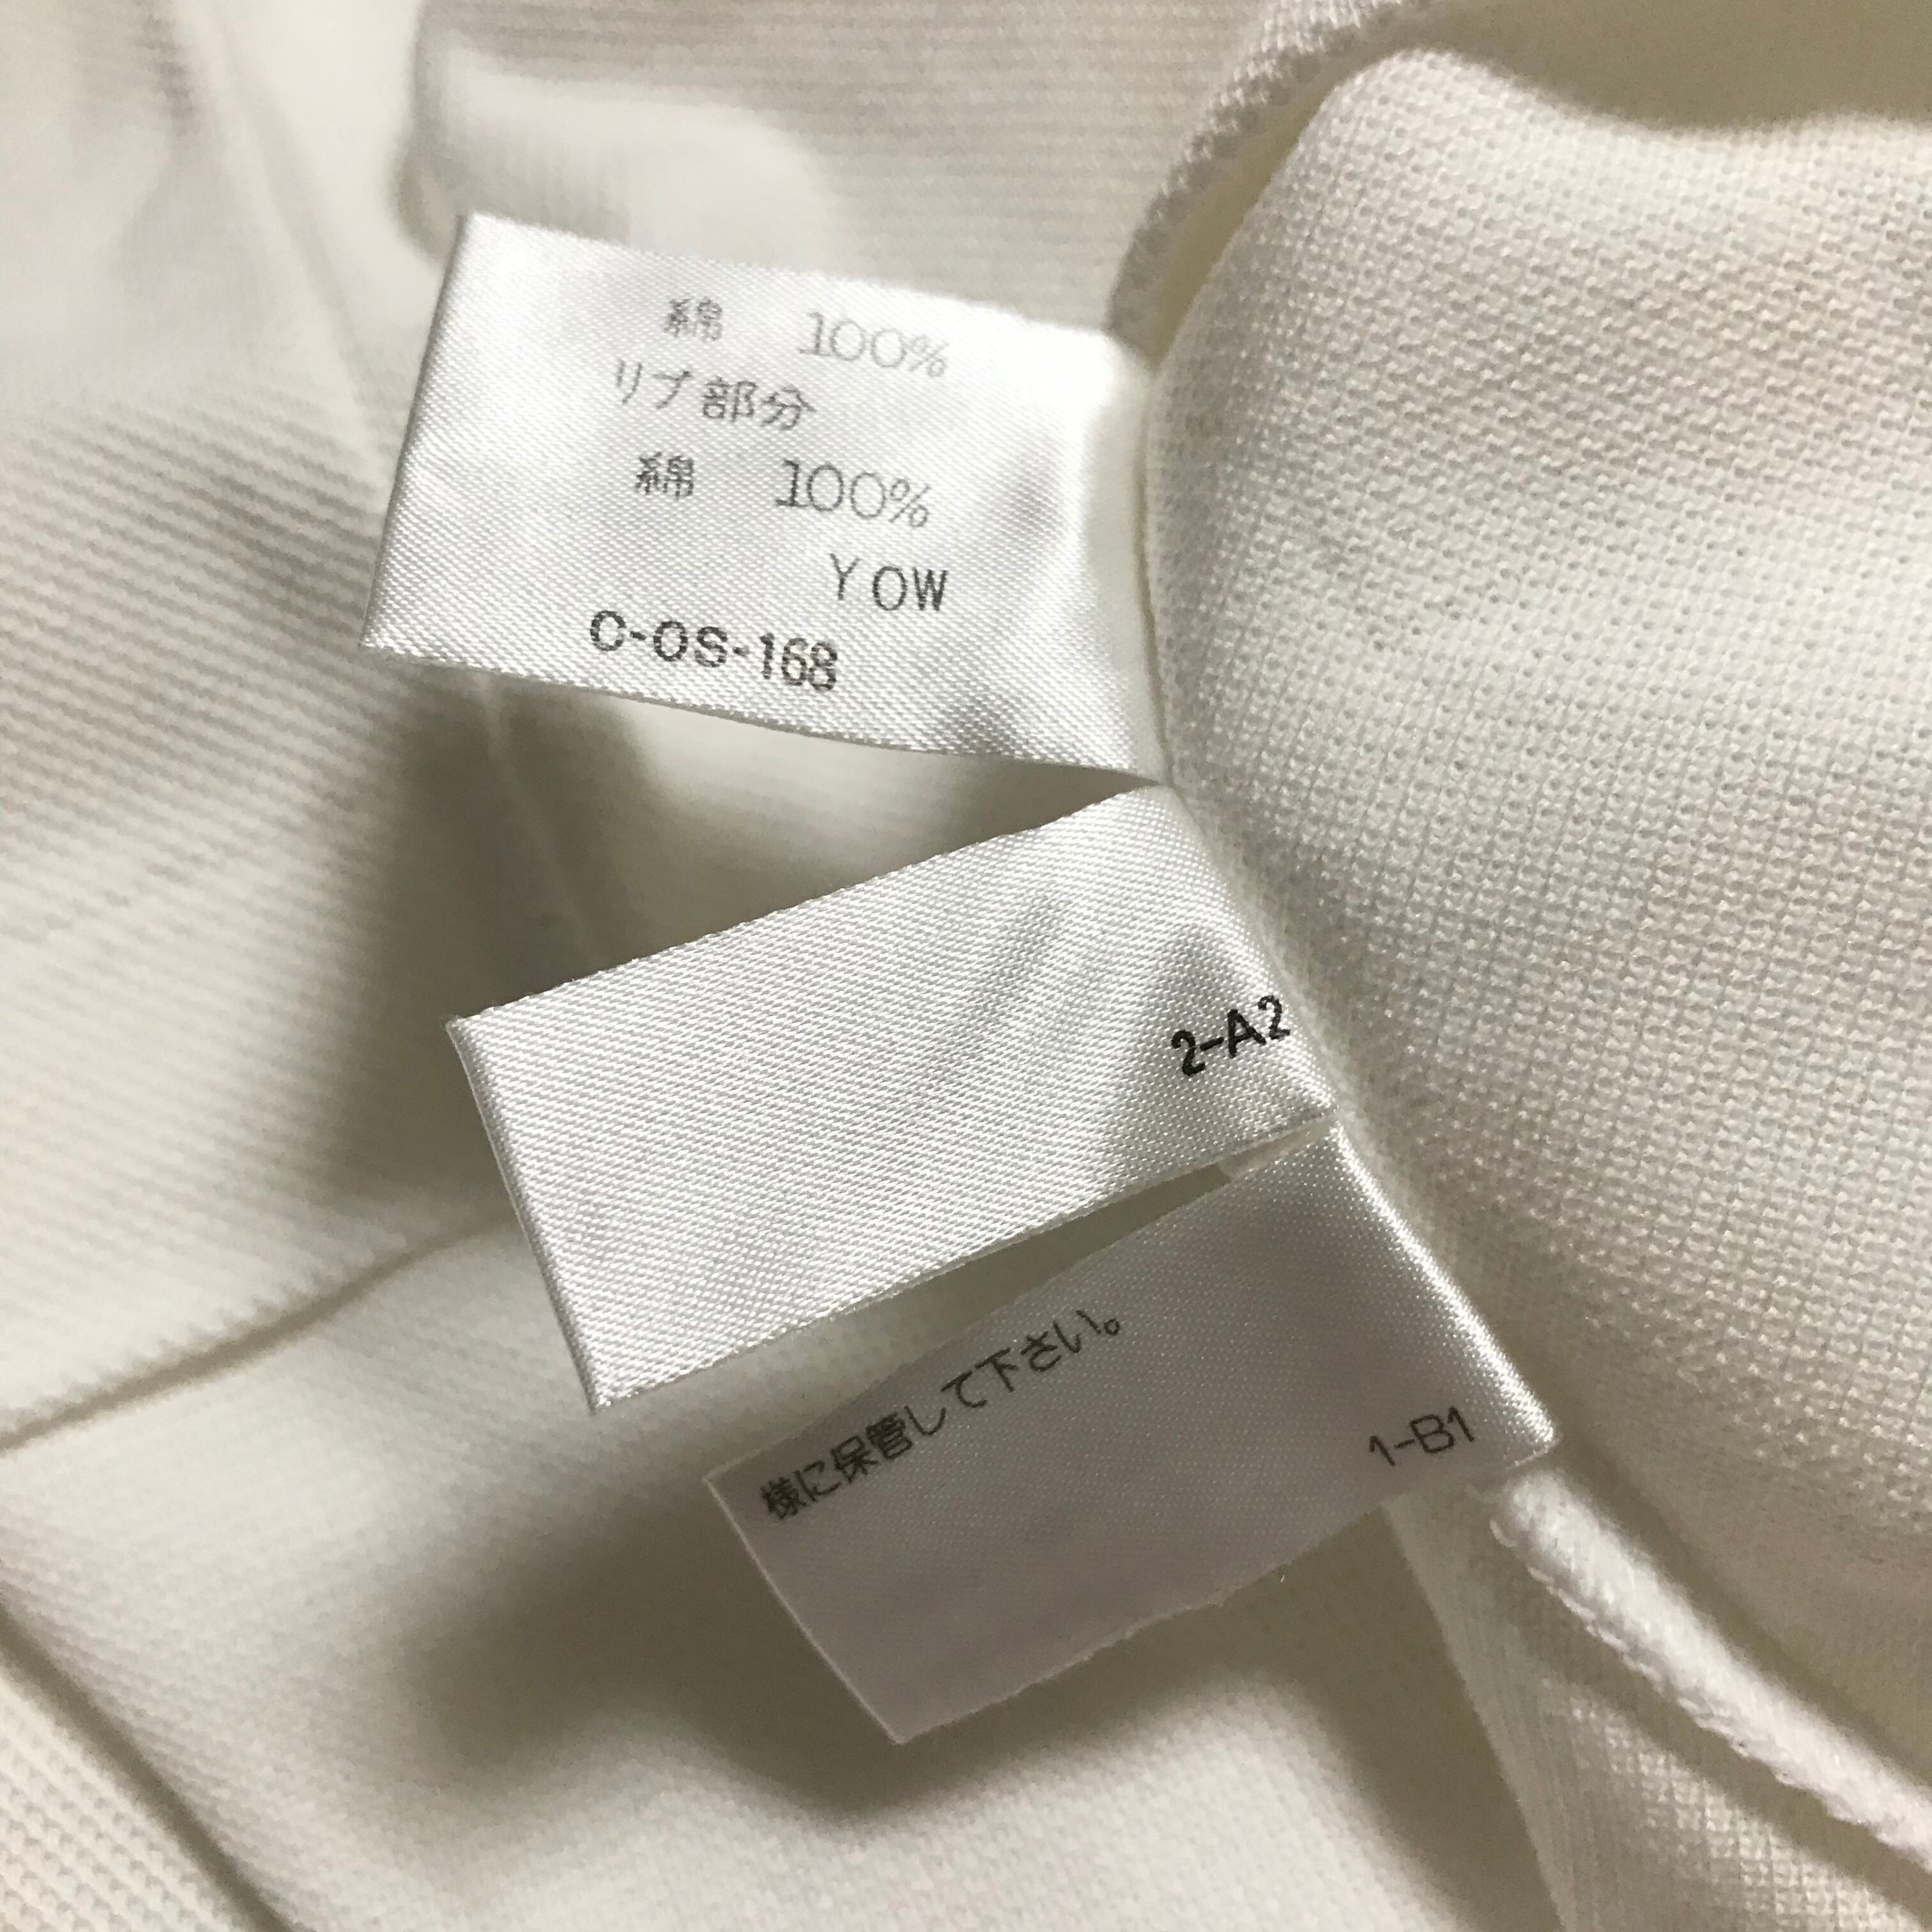 綿 100%
リブ部分
綿 100%
YOW
C-OS-168
2-A2
様に保管して下さい。
1-B1